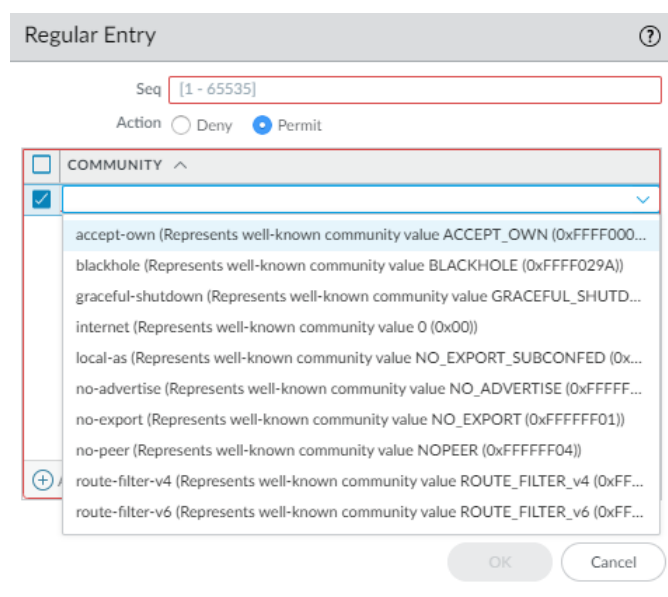 Regular Entry
Seq [1 - 65535]
Action Deny Permit
COMMUNITY
accept-own (Represents well-known community value ACCEPT_OWN (0xFFFF000...
blackhole (Represents well-known community value BLACKHOLE (0xFFFF029A))
graceful-shutdown (Represents well-known community value GRACEFUL_SHUTD...
internet (Represents well-known community value 0 (0x00))
local-as (Represents well-known community value NO_EXPORT_SUBCONFED (0x...
no-advertise (Represents well-known community value NO_ADVERTISE (0xFFFFF...
no-export (Represents well-known community value NO_EXPORT (0xFFFFFF01))
no-peer (Represents well-known community value NOPEER (0xFFFFFF04))
route-filter-v4 (Represents well-known community value ROUTE_FILTER_v4 (0xFF...
route-filter-v6 (Represents well-known community value ROUTE_FILTER_v6 (0xFF...
OK Cancel